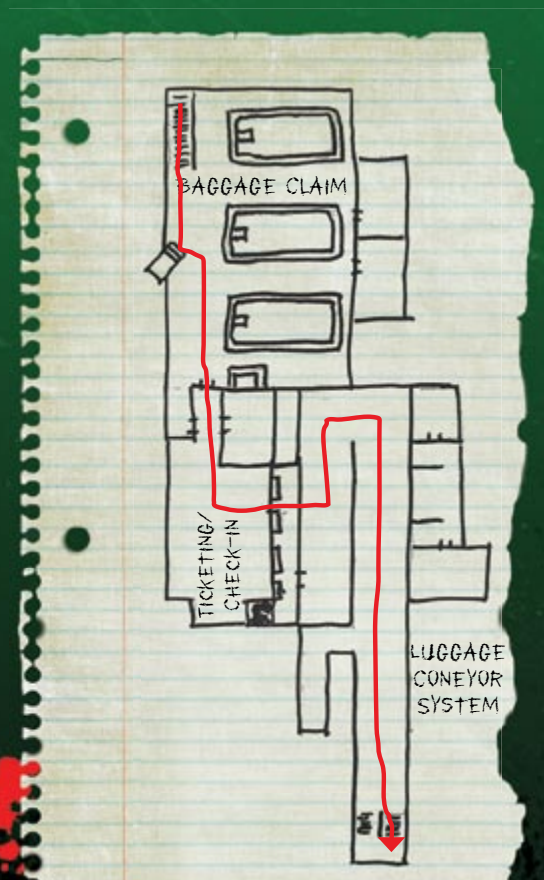 BAGGAGE CLAIM
TICKETING/
CHECK-IN
LUGGAGE
CONEYOR
SYSTEM